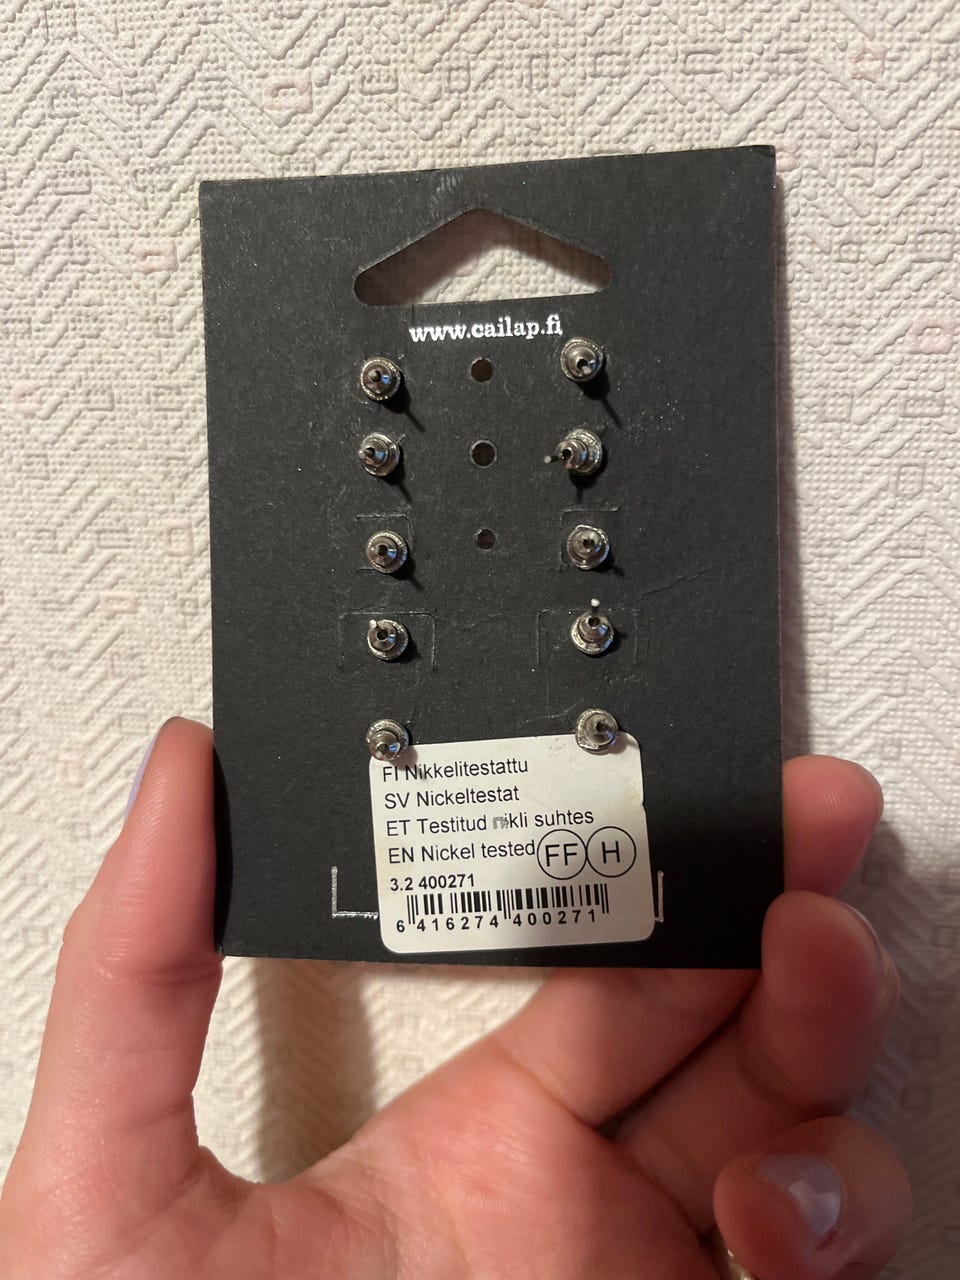 www.cailap.fi
FI Nikkelitestattu
SV Nickeltestat
ET Testitud nikli suhtes
EN Nickel tested FF H
3.2 400271
6 416274 400271